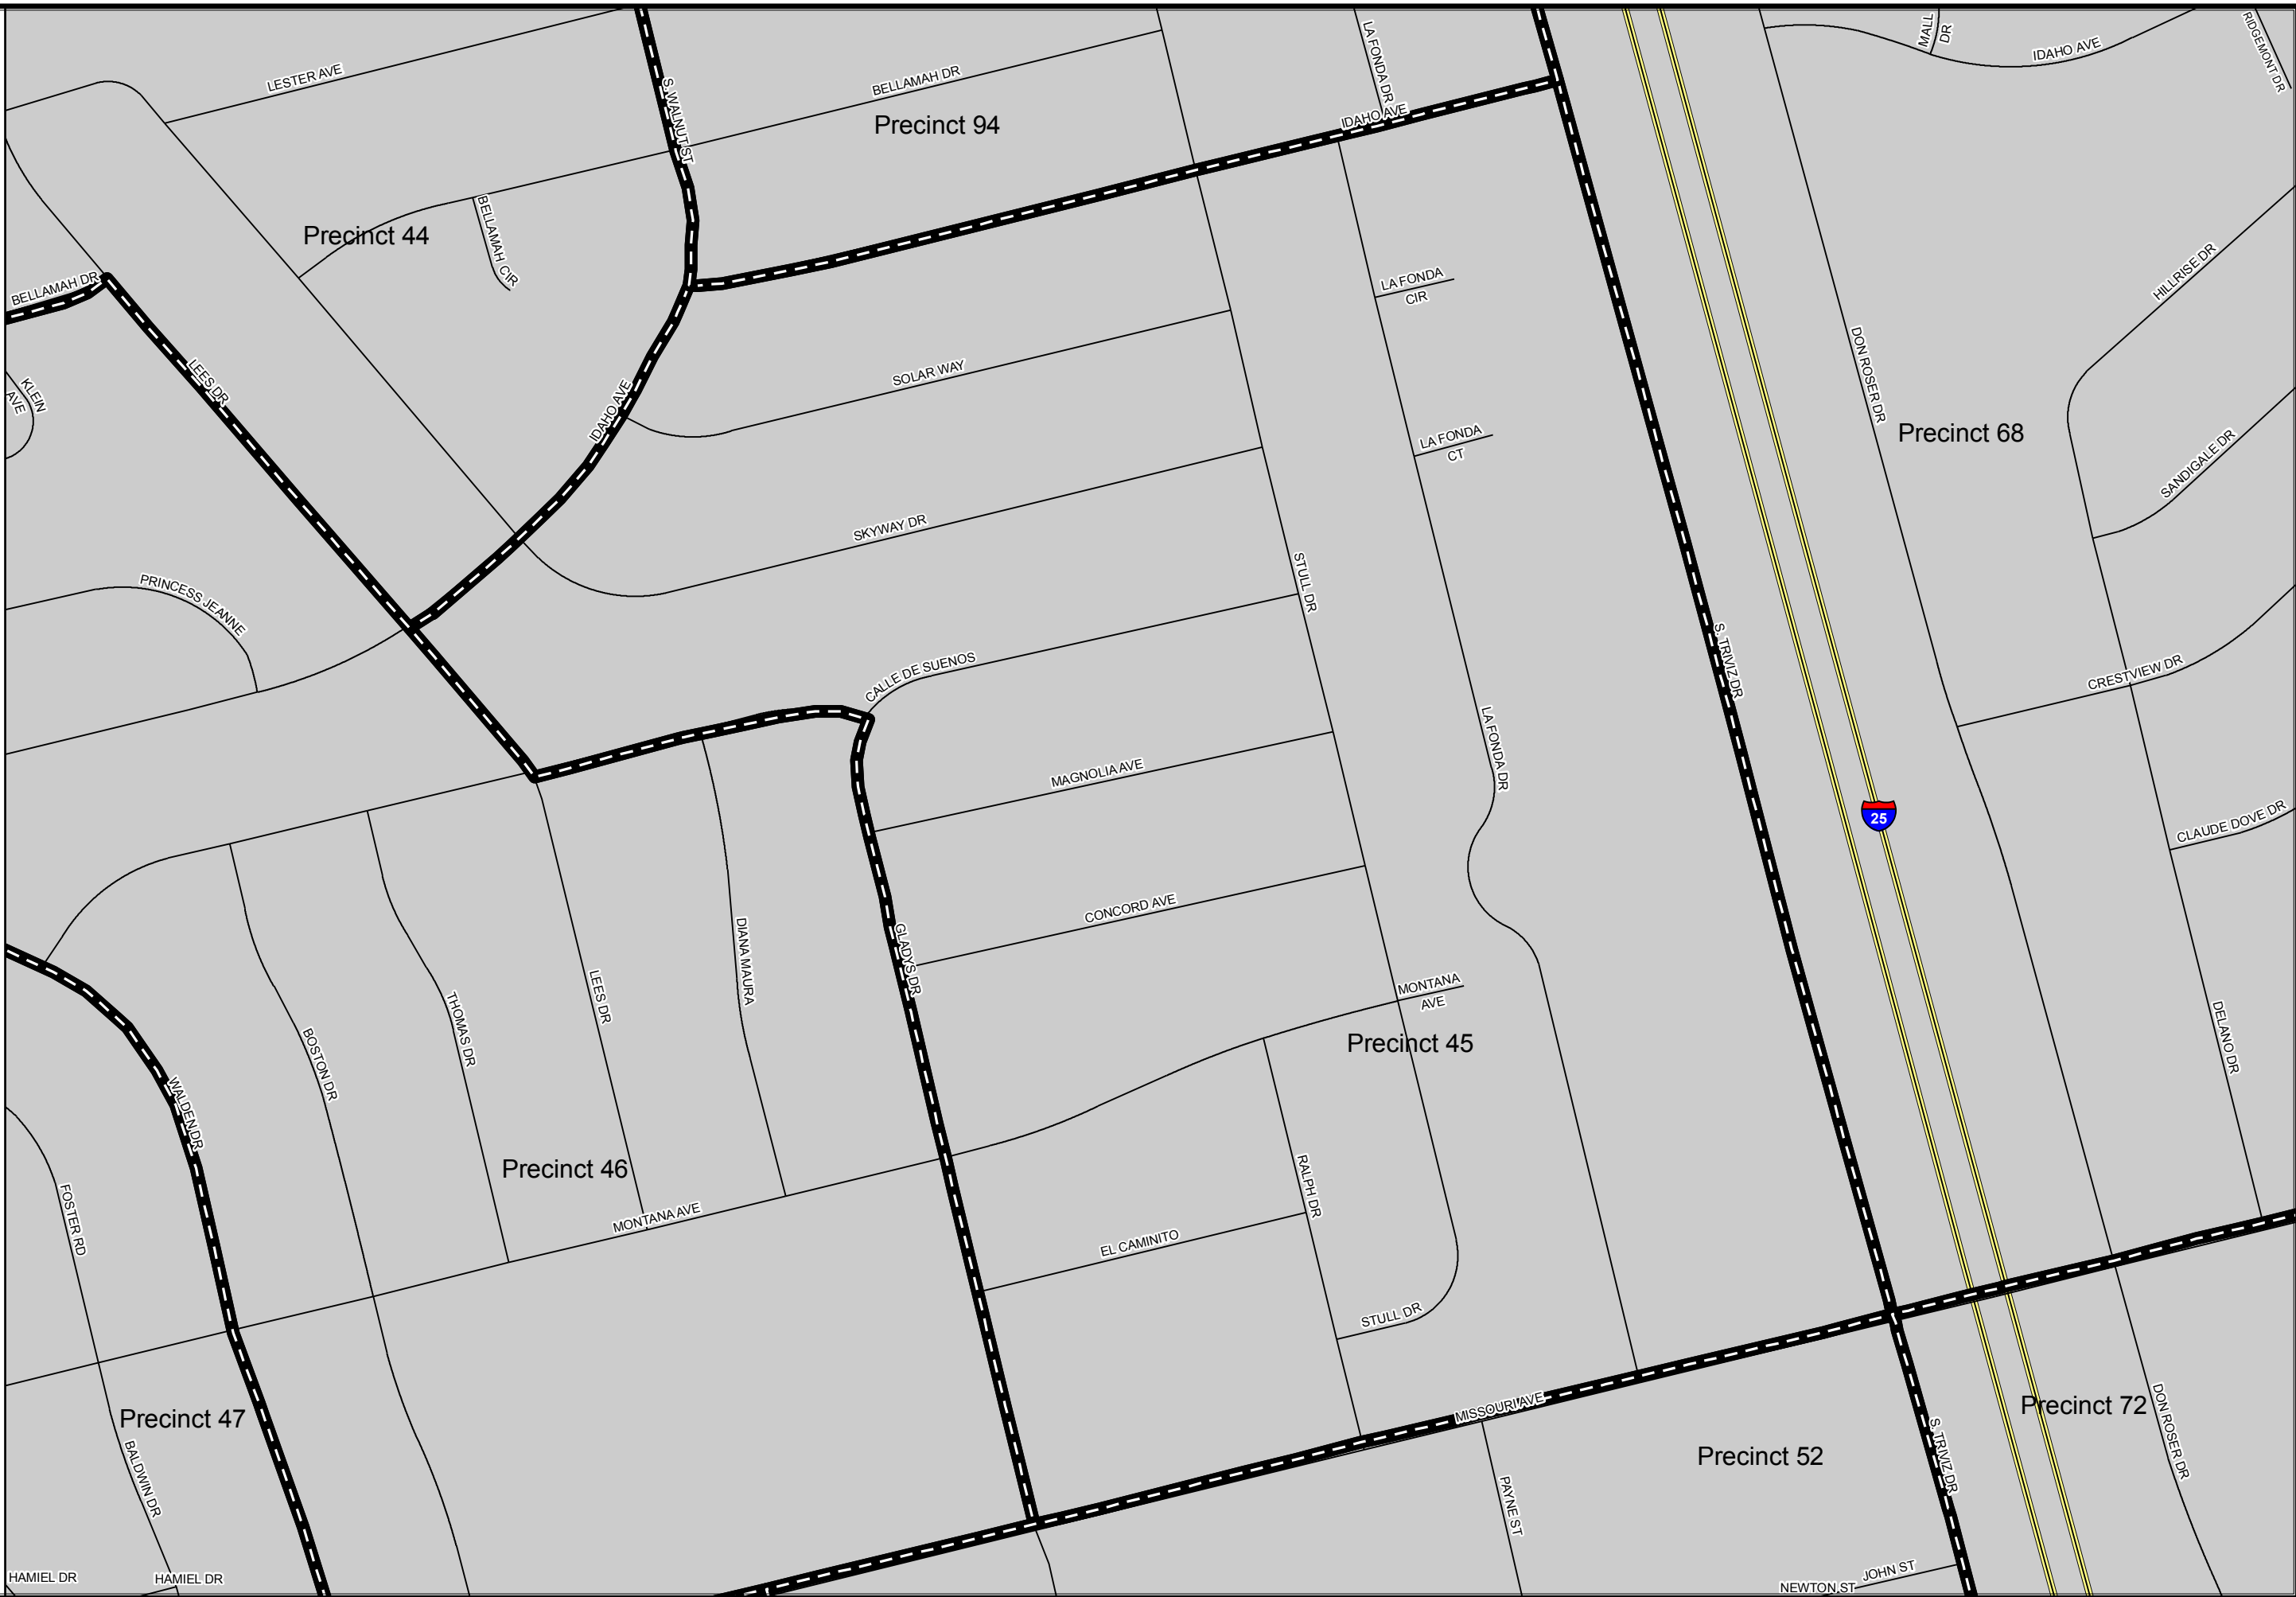 LESTER AVE
S. WALNUT ST
BELLAMAH DR
Precinct 94
LA FONDA DR
IDAHO AVE
MALL
DR
IDAHO AVE
RIDGEMONT DR
Precinct 44
BELLAMAH CIR
BELLAMAH DR
LEES DR
KLEIN
AVE
IDAHO AVE
SOLAR WAY
LA FONDA
CIR
LA FONDA
CT
DON ROSER DR
Precinct 68
HILLRISE DR
SANDIGALE DR
SKYWAY DR
STULL DR
PRINCESS JEANNE
CALLE DE SUENOS
S. TRIVIZ DR
CRESTVIEW DR
MAGNOLIA AVE
LA FONDA DR
25
CLAUDE DOVE DR
CONCORD AVE
GLADYS DR
DIANA MAURA
LEES DR
THOMAS DR
BOSTON DR
WALDEN DR
MONTANA
AVE
Precinct 45
DELANO DR
Precinct 46
MONTANA AVE
FOSTER RD
RALPH DR
EL CAMINITO
STULL DR
MISSOURI AVE
Precinct 47
BALDWIN DR
Precinct 52
Precinct 72
S. TRIVIZ DR
DON ROSER DR
PAYNE ST
HAMIEL DR
HAMIEL DR
JOHN ST
NEWTON ST